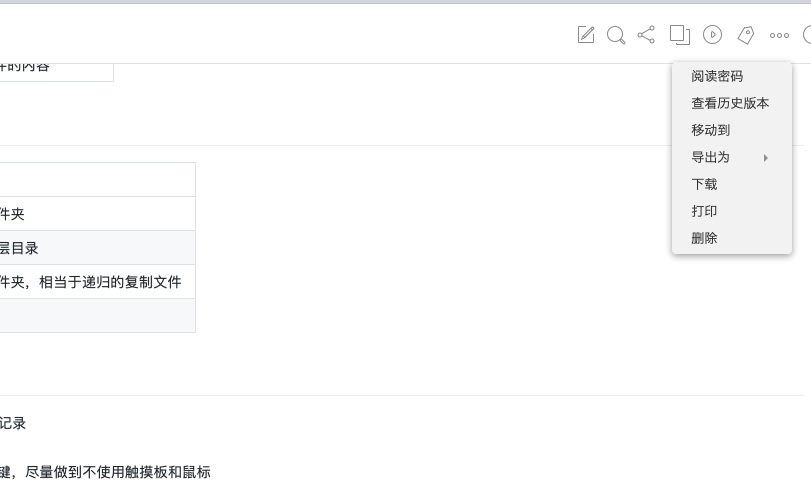 件的内容
阅读密码
查看历史版本
移动到
导出为
下载
打印
删除
件夹
层目录
件夹，相当于递归的复制文件
记录
键，尽量做到不使用触摸板和鼠标